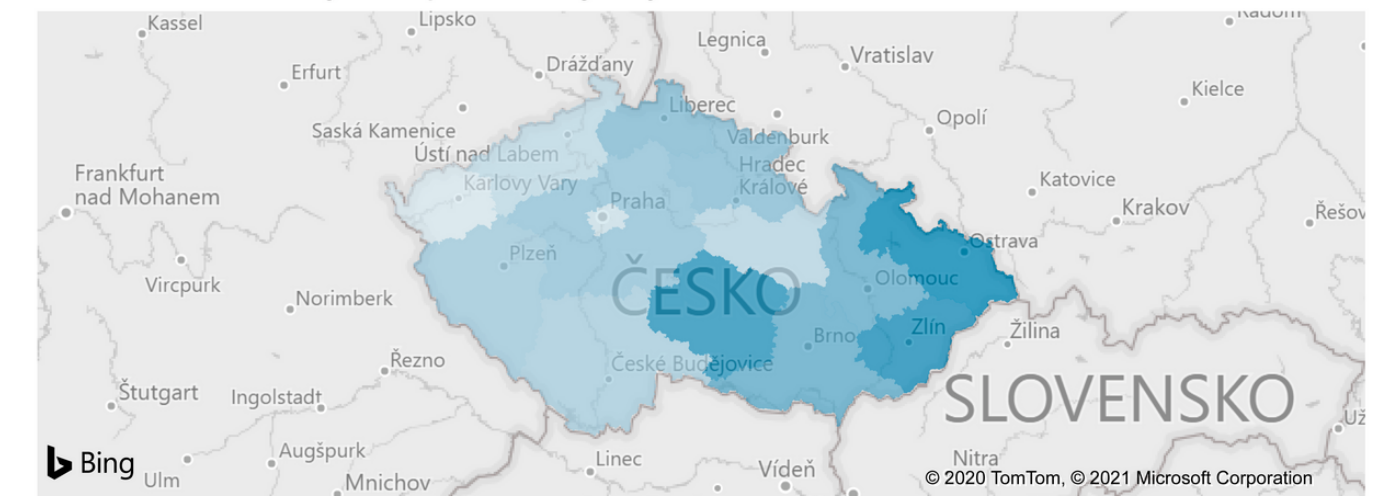 Kassel
Lipsko
Radom
Legnica
Vratislav
Drážďany
Erfurt
Kielce
Liberec
Opolí
Saská Kamenice
Valdenburk
Ústí nad Labem
Hradec
Králové
Frankfurt
nad Mohanem
Karlovy Vary
Katovice
Praha
Krakov
Řešov
Ostrava
Plzeň
Vircpurk
ČESKO
Olomouc
Norimberk
Zlín
Žilina
Brno
Řezno
České Budějovice
Štutgart
Ingolstadt
SLOVENSKO
Už
Augšpurk
Bing
Ulm
Linec
Vídeň
Nitra
Mnichov
© 2020 TomTom, © 2021 Microsoft Corporation